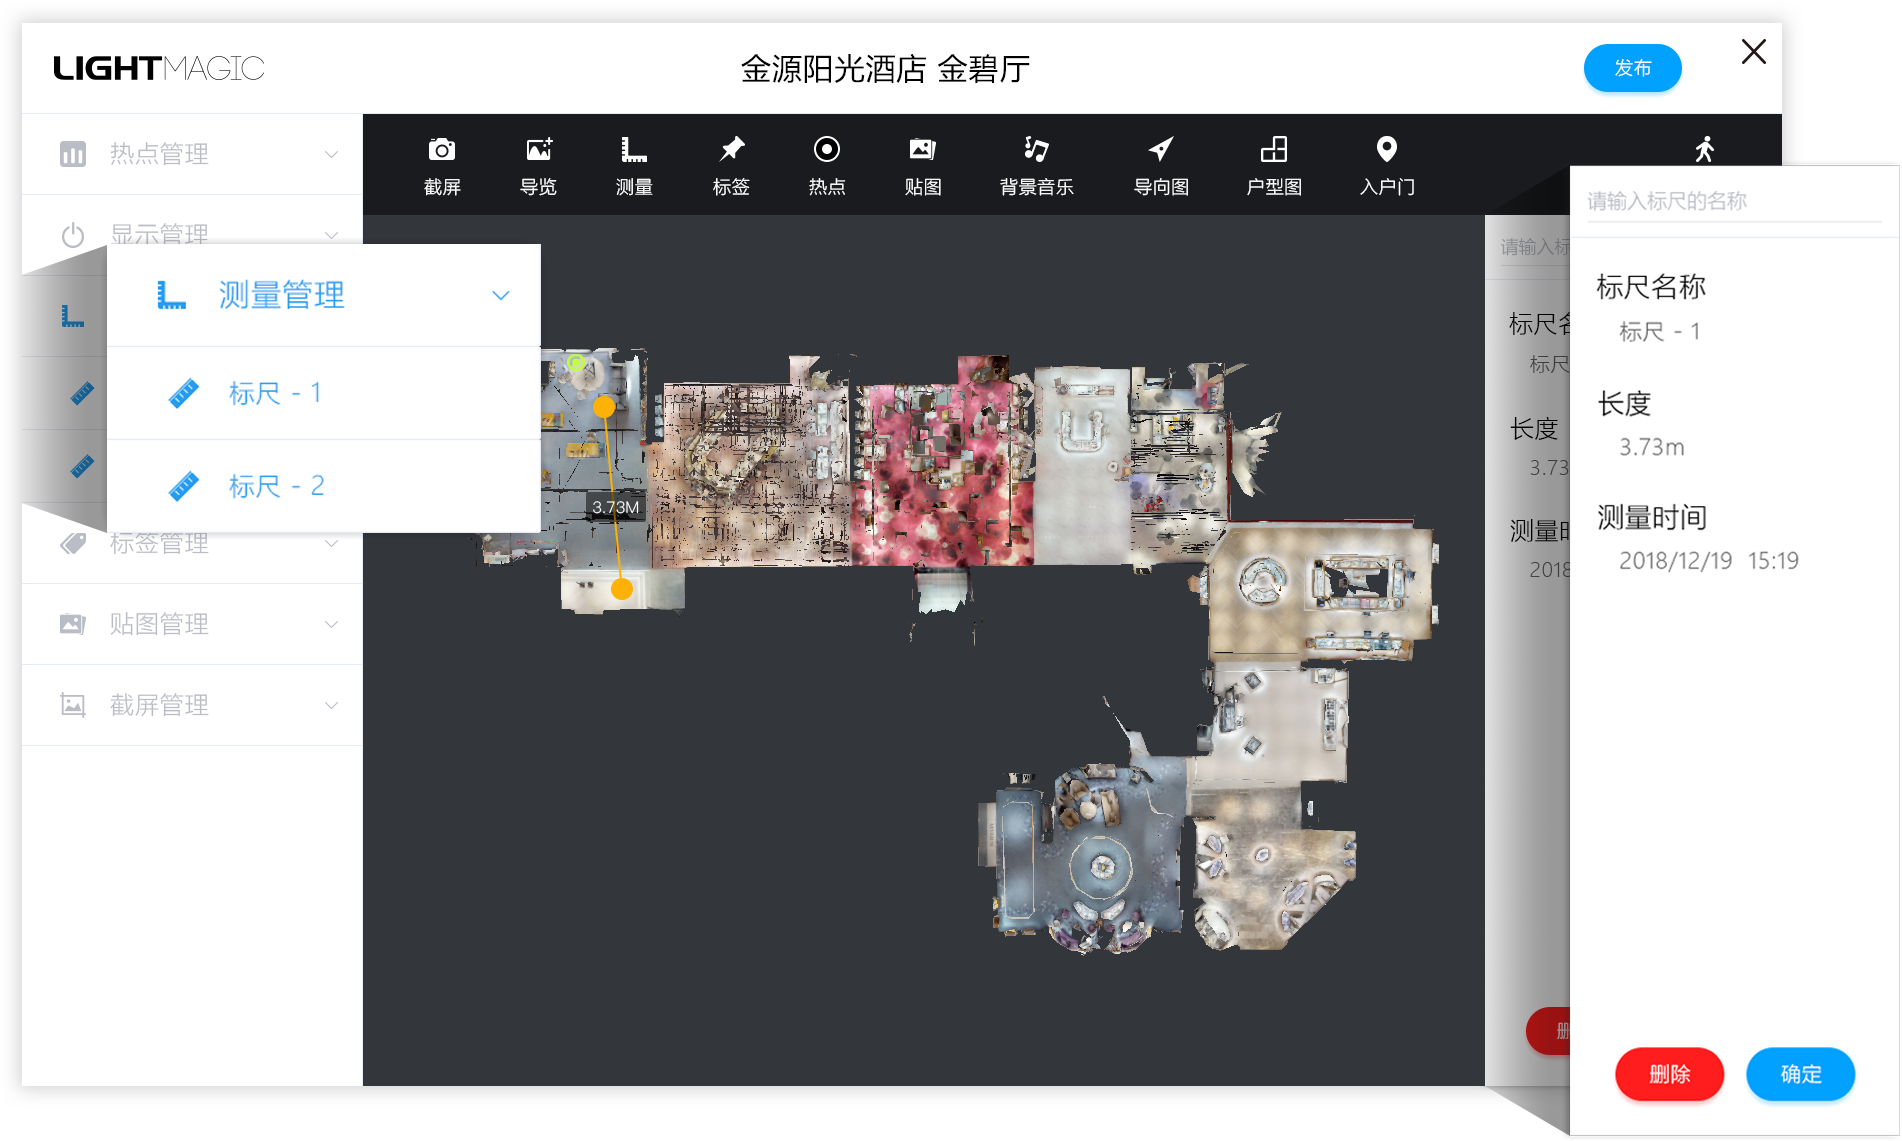 LIGHTMAGIC
金源阳光酒店 金碧厅
发布
热点管理
显示管理
截屏
导览
测量
标签
热点
贴图
背景音乐
导向图
户型图
入户门
测量管理
标尺 - 1
标尺 - 2
标签管理
贴图管理
截屏管理
3.73M
请输入标
标尺名
标尺
长度
3.73
测量时
2018
删
请输入标尺的名称
标尺名称
标尺 - 1
长度
3.73m
测量时间
2018/12/19 15:19
删除
确定